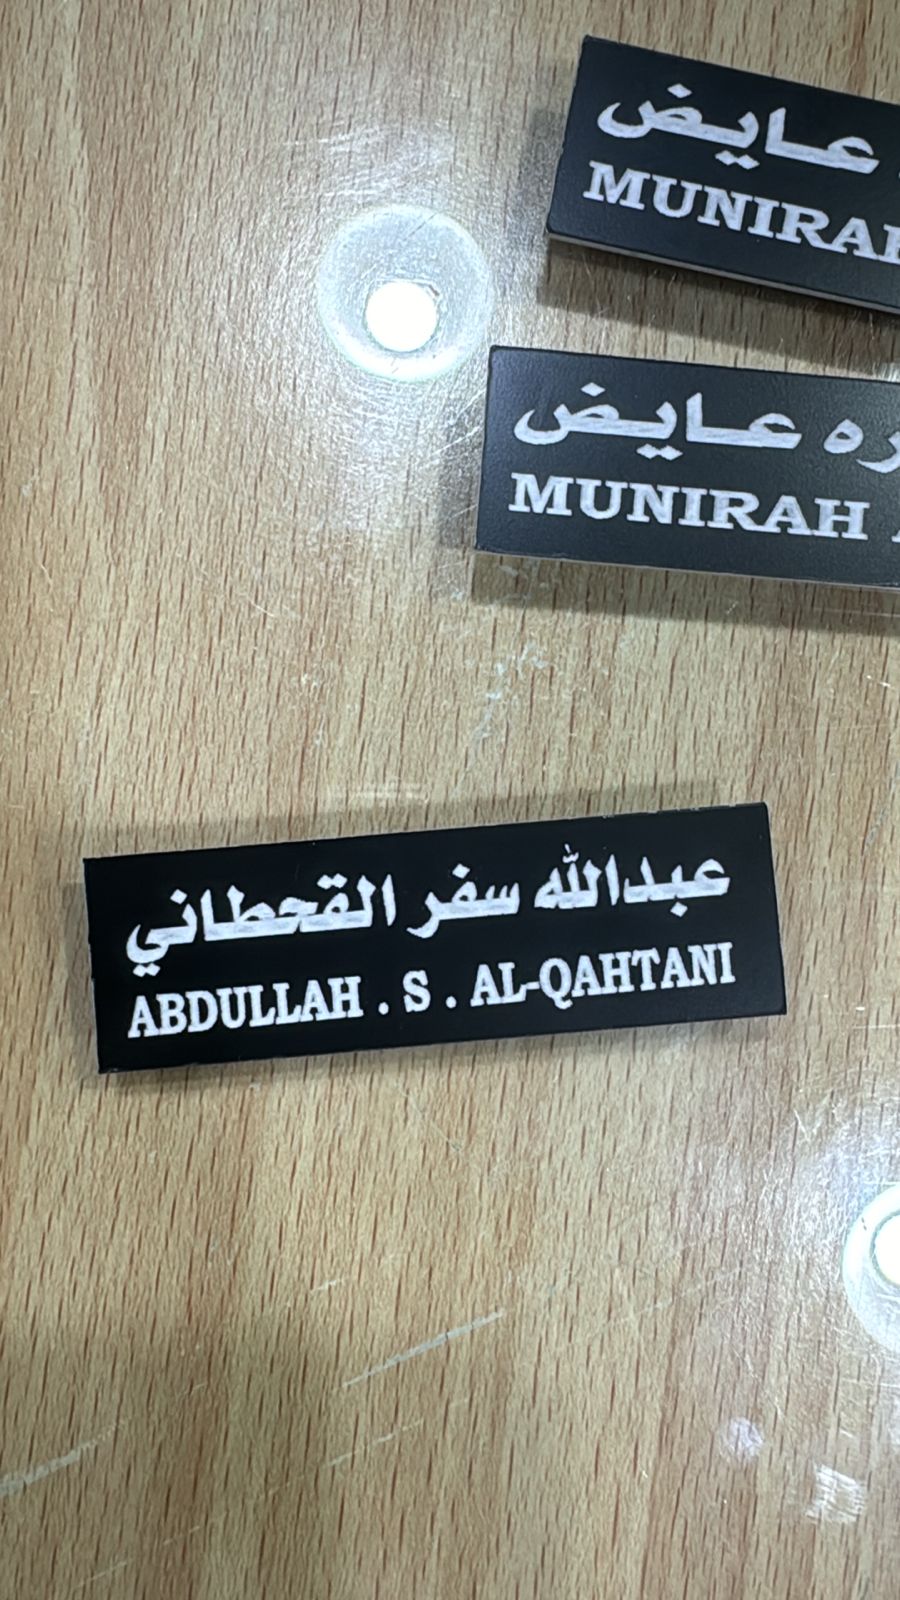 عايض
MUNIRAH
عايض
MUNIRAH
عبدالله سفر القحطاني
ABDULLAH . S . AL-QAHTANI